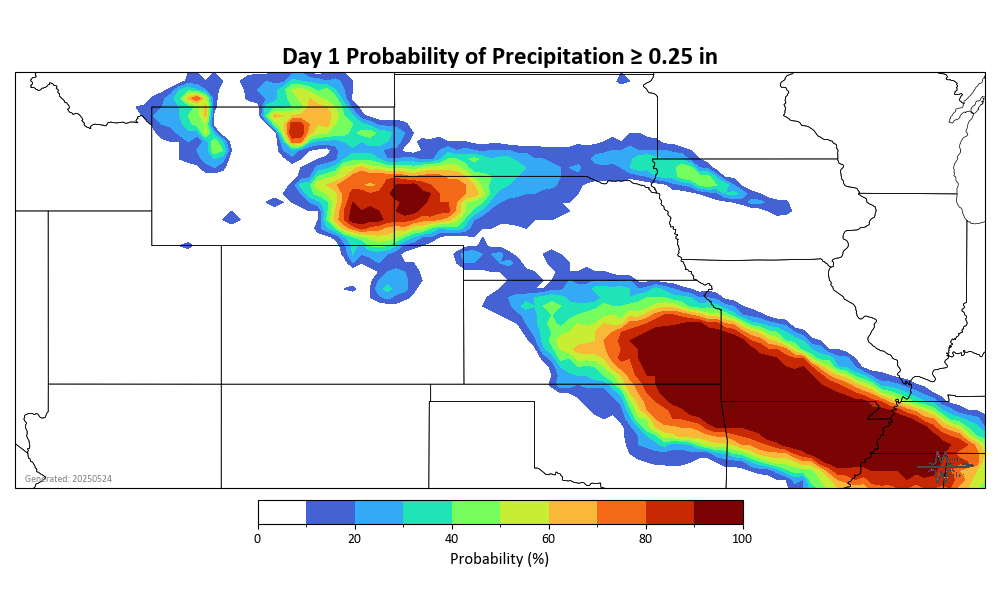 Day 1 Probability of Precipitation ≥ 0.25 in
Generated: 20250524
0 20 40 60 80 100
Probability (%)